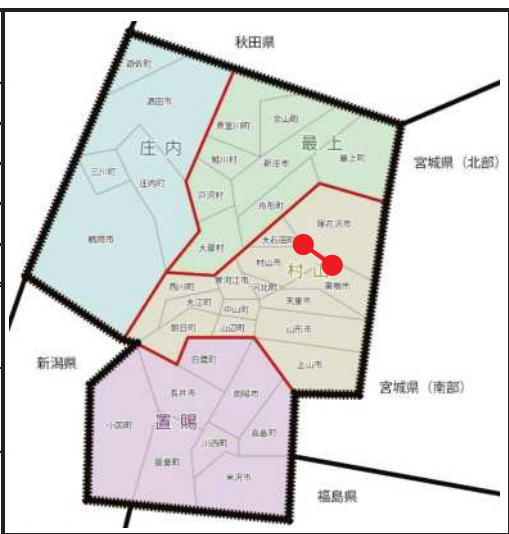 秋田県
遊佐町
酒田市
金山町
真室川町
庄内
最上
鮭川村
新庄市
最上町
宮城県（北部）
三川町
庄内町
戸沢村
舟形町
鶴岡市
大蔵村
大石田町
尾花沢市
村山市
村山
西川町
寒河江市
河北町
東根市
大江町
中山町
天童市
朝日町
山辺町
山形市
新潟県
白鷹町
上山市
宮城県（南部）
長井市
南陽市
小国町
置賜
高畠町
川西町
飯豊町
米沢市
福島県